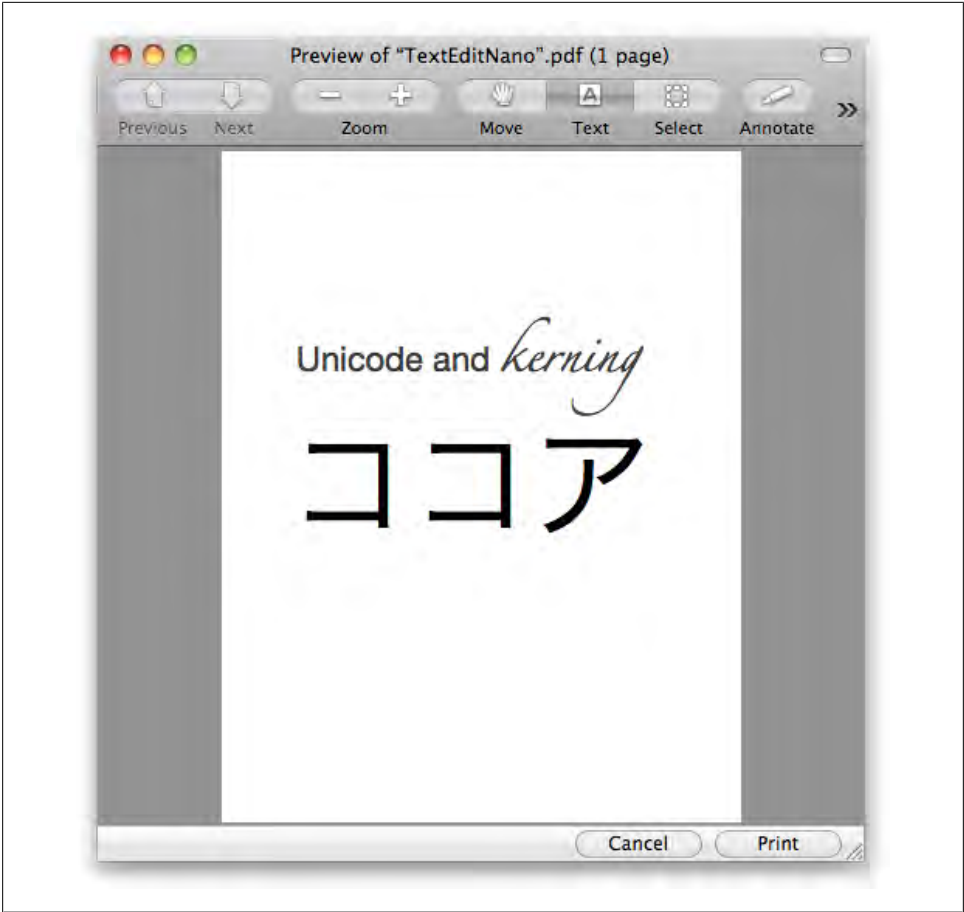 Preview of “TextEditNano”.pdf (1 page)
Previous Next Zoom Move Text Select Annotate »
Unicode and kerning
ココア
Cancel Print